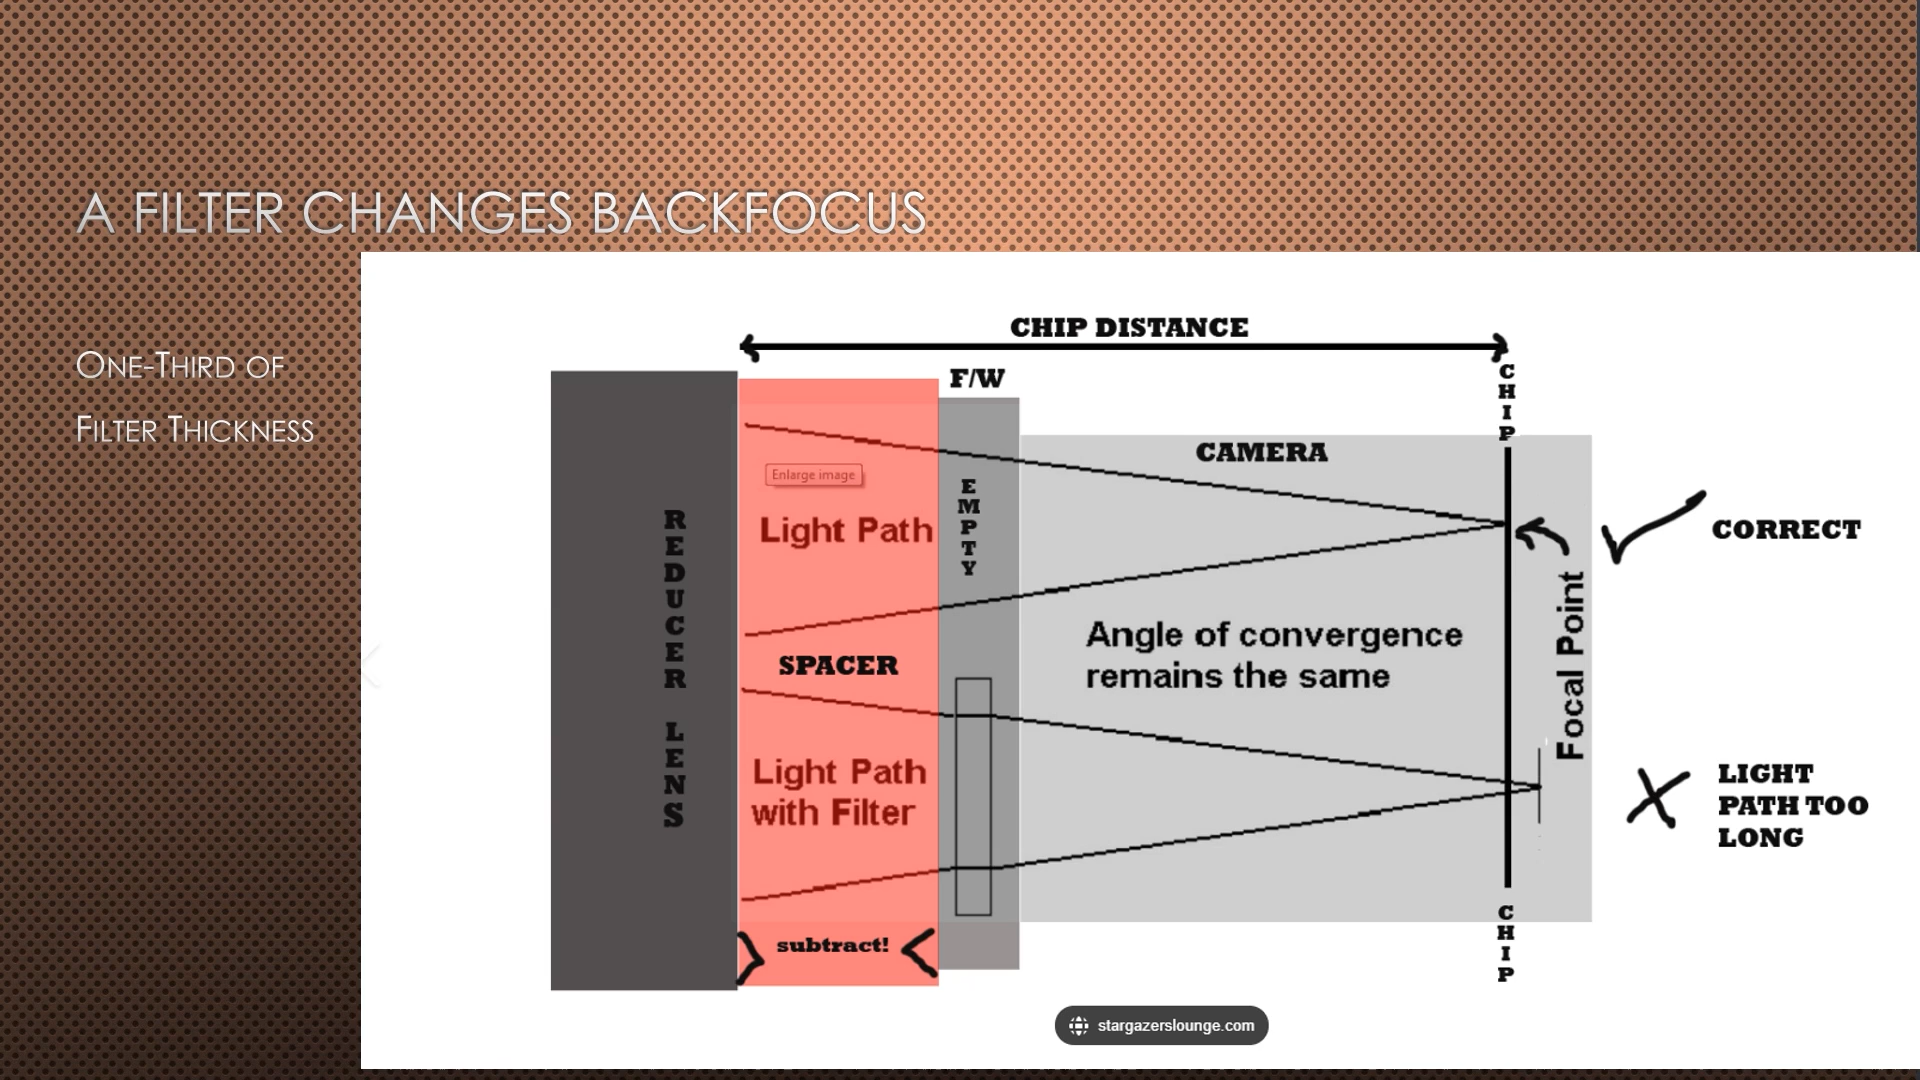 A FILTER CHANGES BACKFOCUS
ONE-THIRD OF
FILTER THICKNESS
CHIP DISTANCE
F/W
CHIP
CAMERA
Enlarge image
Light Path
EMPTY
REDUCER LENS
CORRECT
Focal Point
Angle of convergence
remains the same
SPACER
Light Path
with Filter
LIGHT
PATH TOO
LONG
subtract!
CHIP
stargazerslounge.com